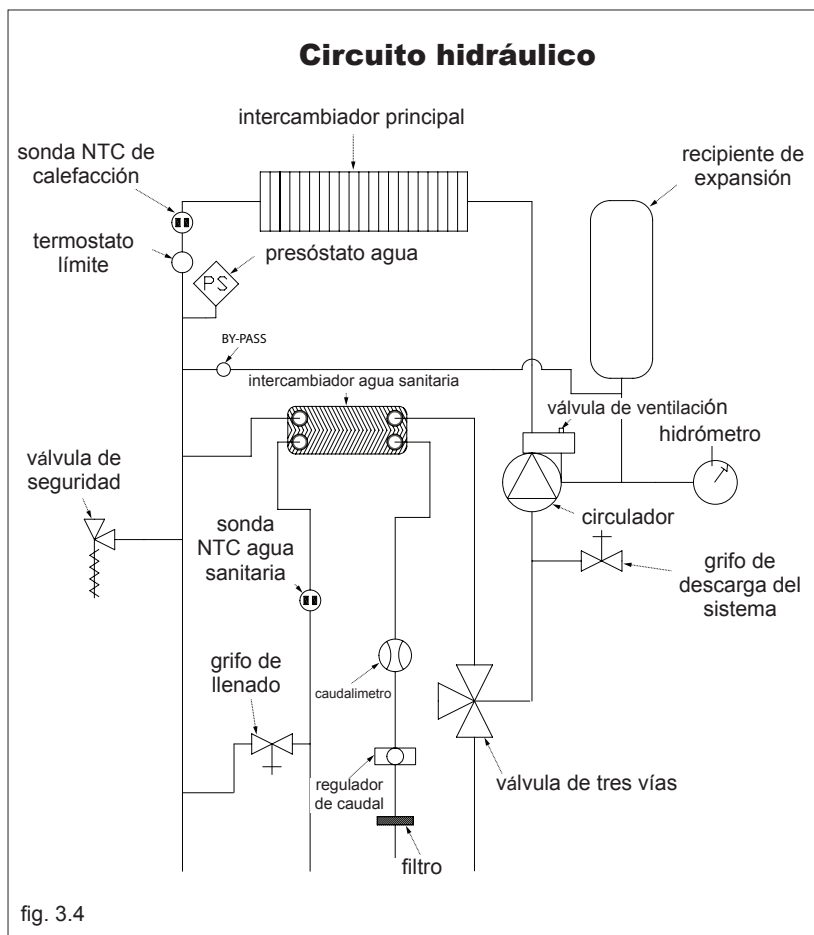 Circuito hidráulico
intercambiador principal
sonda NTC de
calefacción
recipiente de
expansión
termostato
límite
presóstato agua
PS
BY-PASS
intercambiador agua sanitaria
válvula de ventilación
hidrómetro
válvula de
seguridad
circulador
sonda
NTC agua
sanitaria
grifo de
descarga del
sistema
grifo de
llenado
caudalimetro
válvula de tres vías
regulador
de caudal
filtro
fig. 3.4